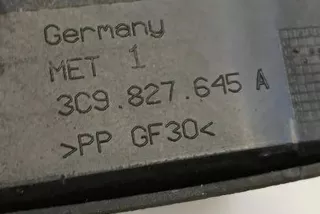 Germany
MET 1
3C9.827.645 A
>PP GF30<